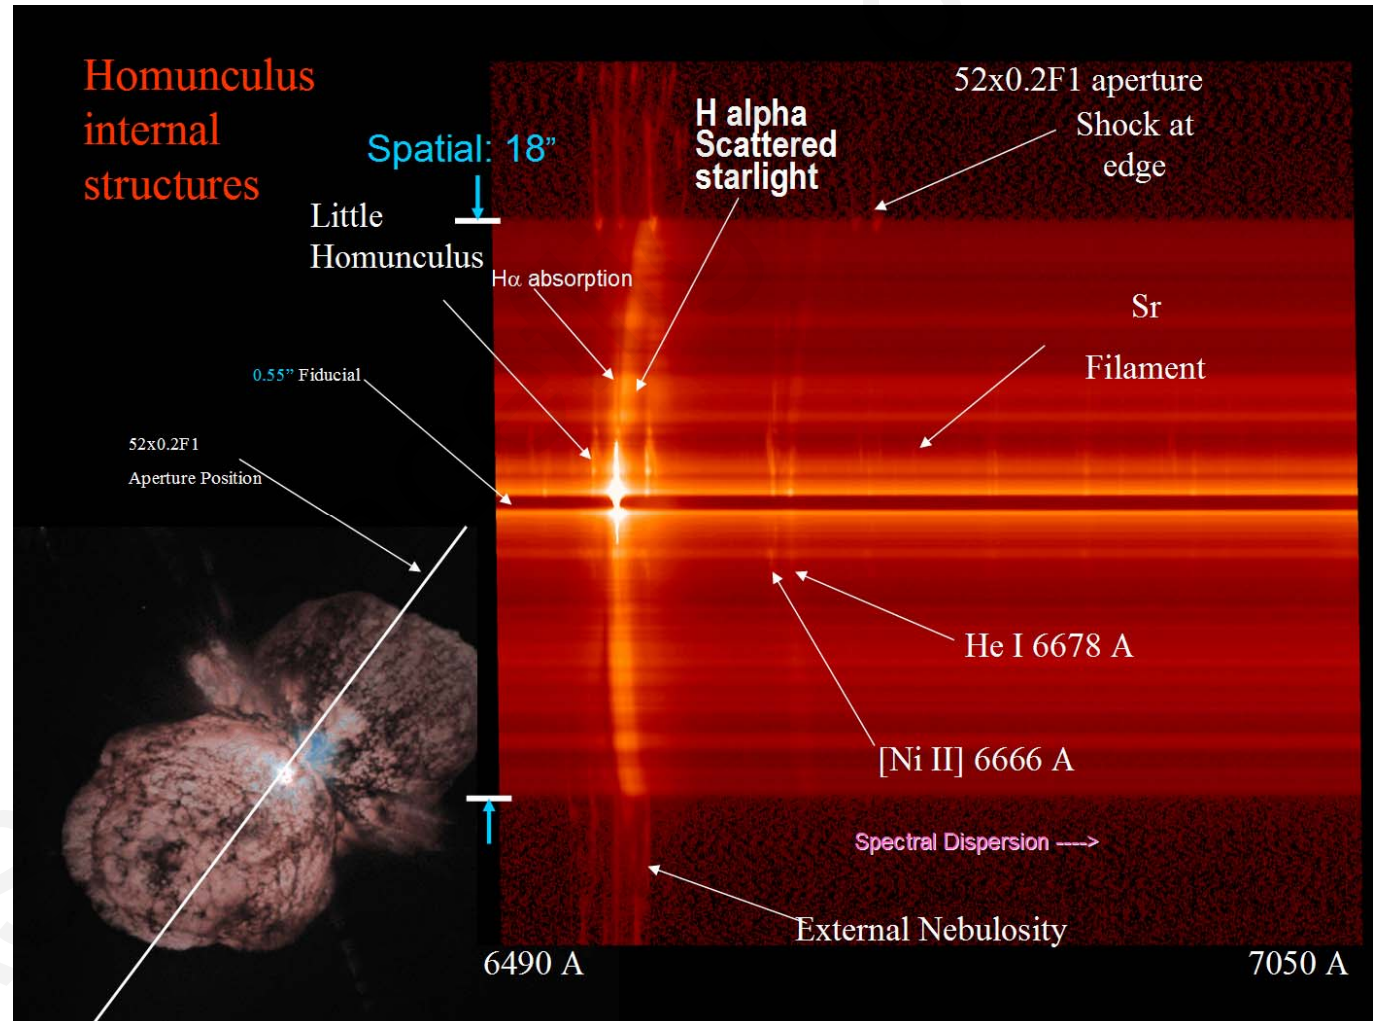 Homunculus
internal
structures
Spatial: 18”
Little
Homunculus
Hα absorption
H alpha
Scattered
starlight
52x0.2F1 aperture
Shock at
edge
Sr
Filament
0.55” Fiducial
52x0.2F1
Aperture Position
He I 6678 A
[Ni II] 6666 A
Spectral Dispersion ---->
External Nebulosity
6490 A
7050 A